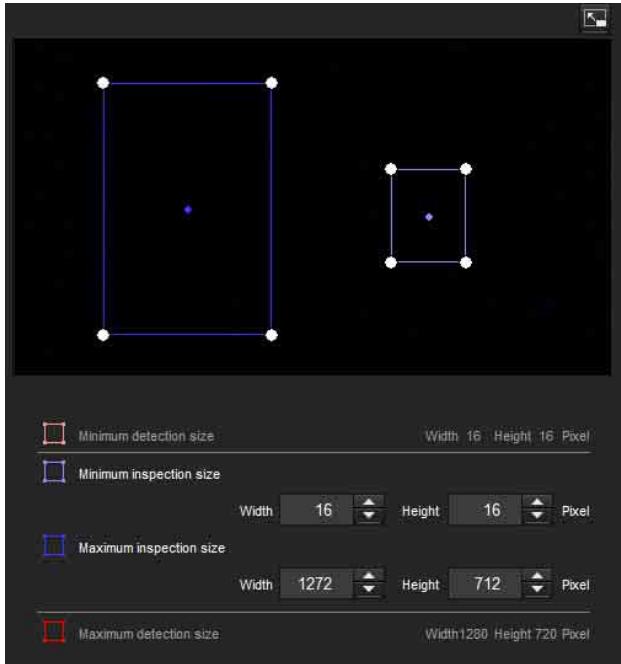 Minimum detection size Width 16 Height 16 Pixel
Minimum inspection size
Width 16 Height 16 Pixel
Maximum inspection size
Width 1272 Height 712 Pixel
Maximum detection size Width1280 Height 720 Pixel